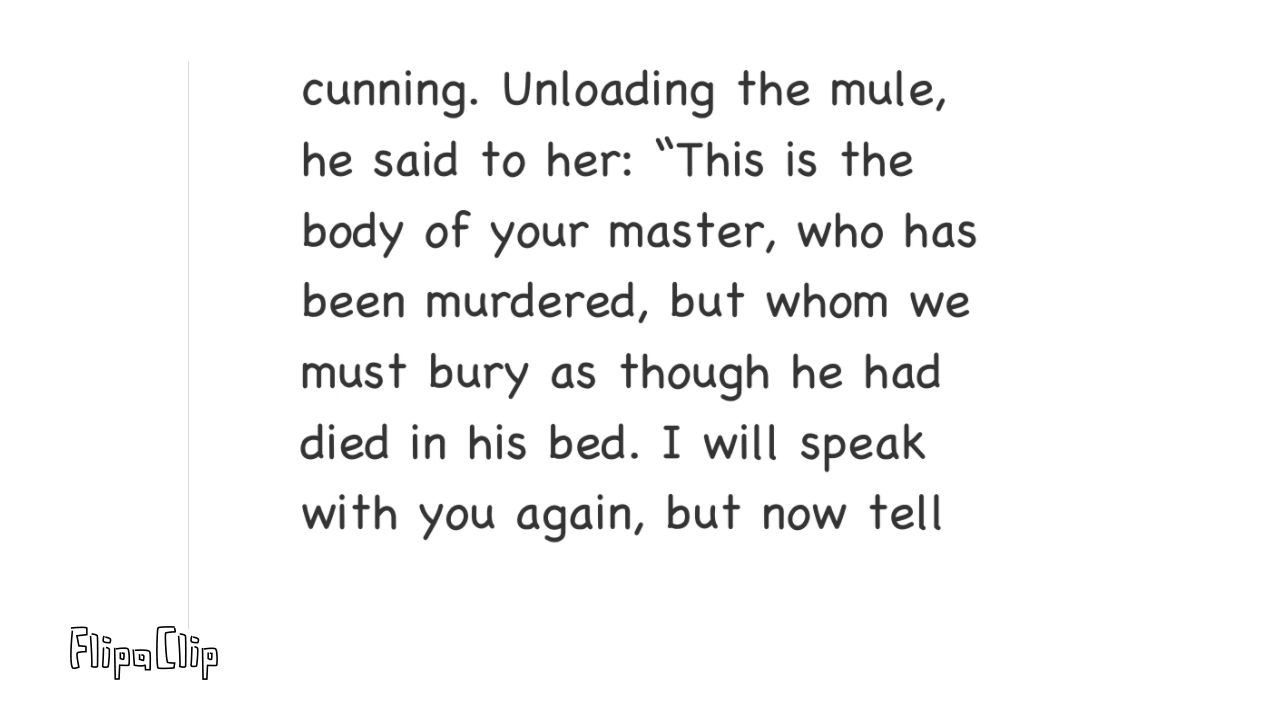 cunning. Unloading the mule,
he said to her: “This is the
body of your master, who has
been murdered, but whom we
must bury as though he had
died in his bed. I will speak
with you again, but now tell
FlipaClip